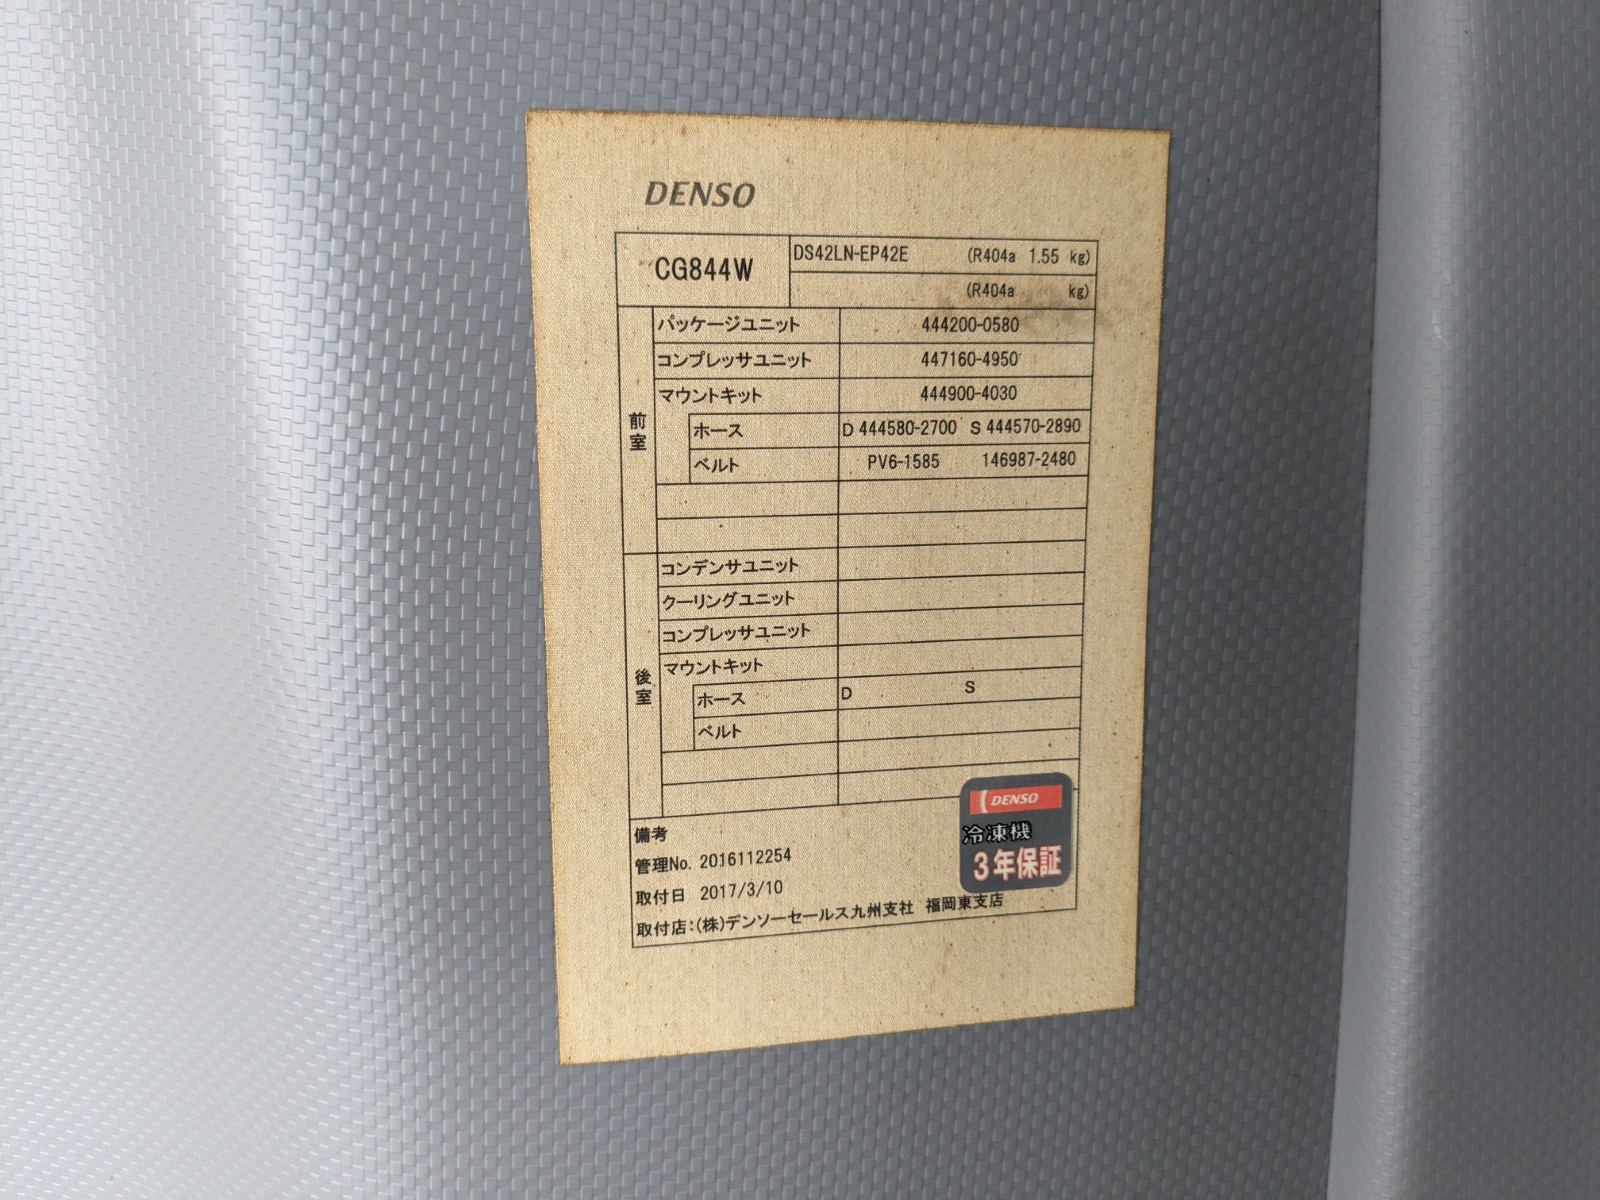 DENSO
CG844W
DS42LN-EP42E (R404a 1.55 kg)
(R404a kg)
前室
パッケージユニット 444200-0580
コンプレッサユニット 447160-4950
マウントキット 444900-4030
ホース D 444580-2700 S 444570-2890
ベルト PV6-1585 146987-2480
後室
コンデンサユニット
クーリングユニット
コンプレッサユニット
マウントキット
ホース D S
ベルト
備考
管理No. 2016112254
取付日 2017/3/10
取付店:(株)デンソーセールス九州支社 福岡東支店
DENSO
冷凍機
3年保証